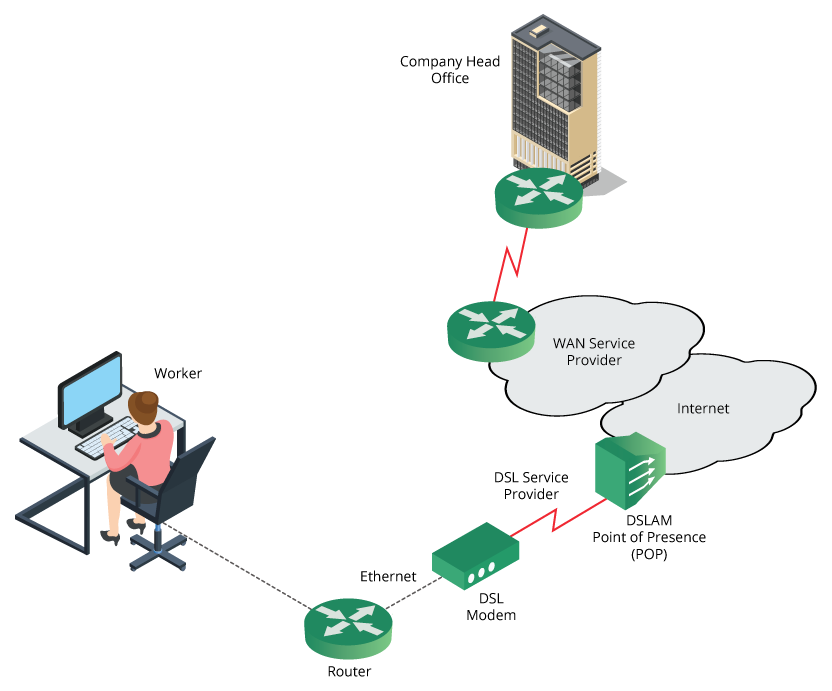 Company Head
Office
WAN Service
Provider
Worker
Internet
DSL Service
Provider
DSLAM
Point of Presence
(POP)
Ethernet
DSL
Modem
Router